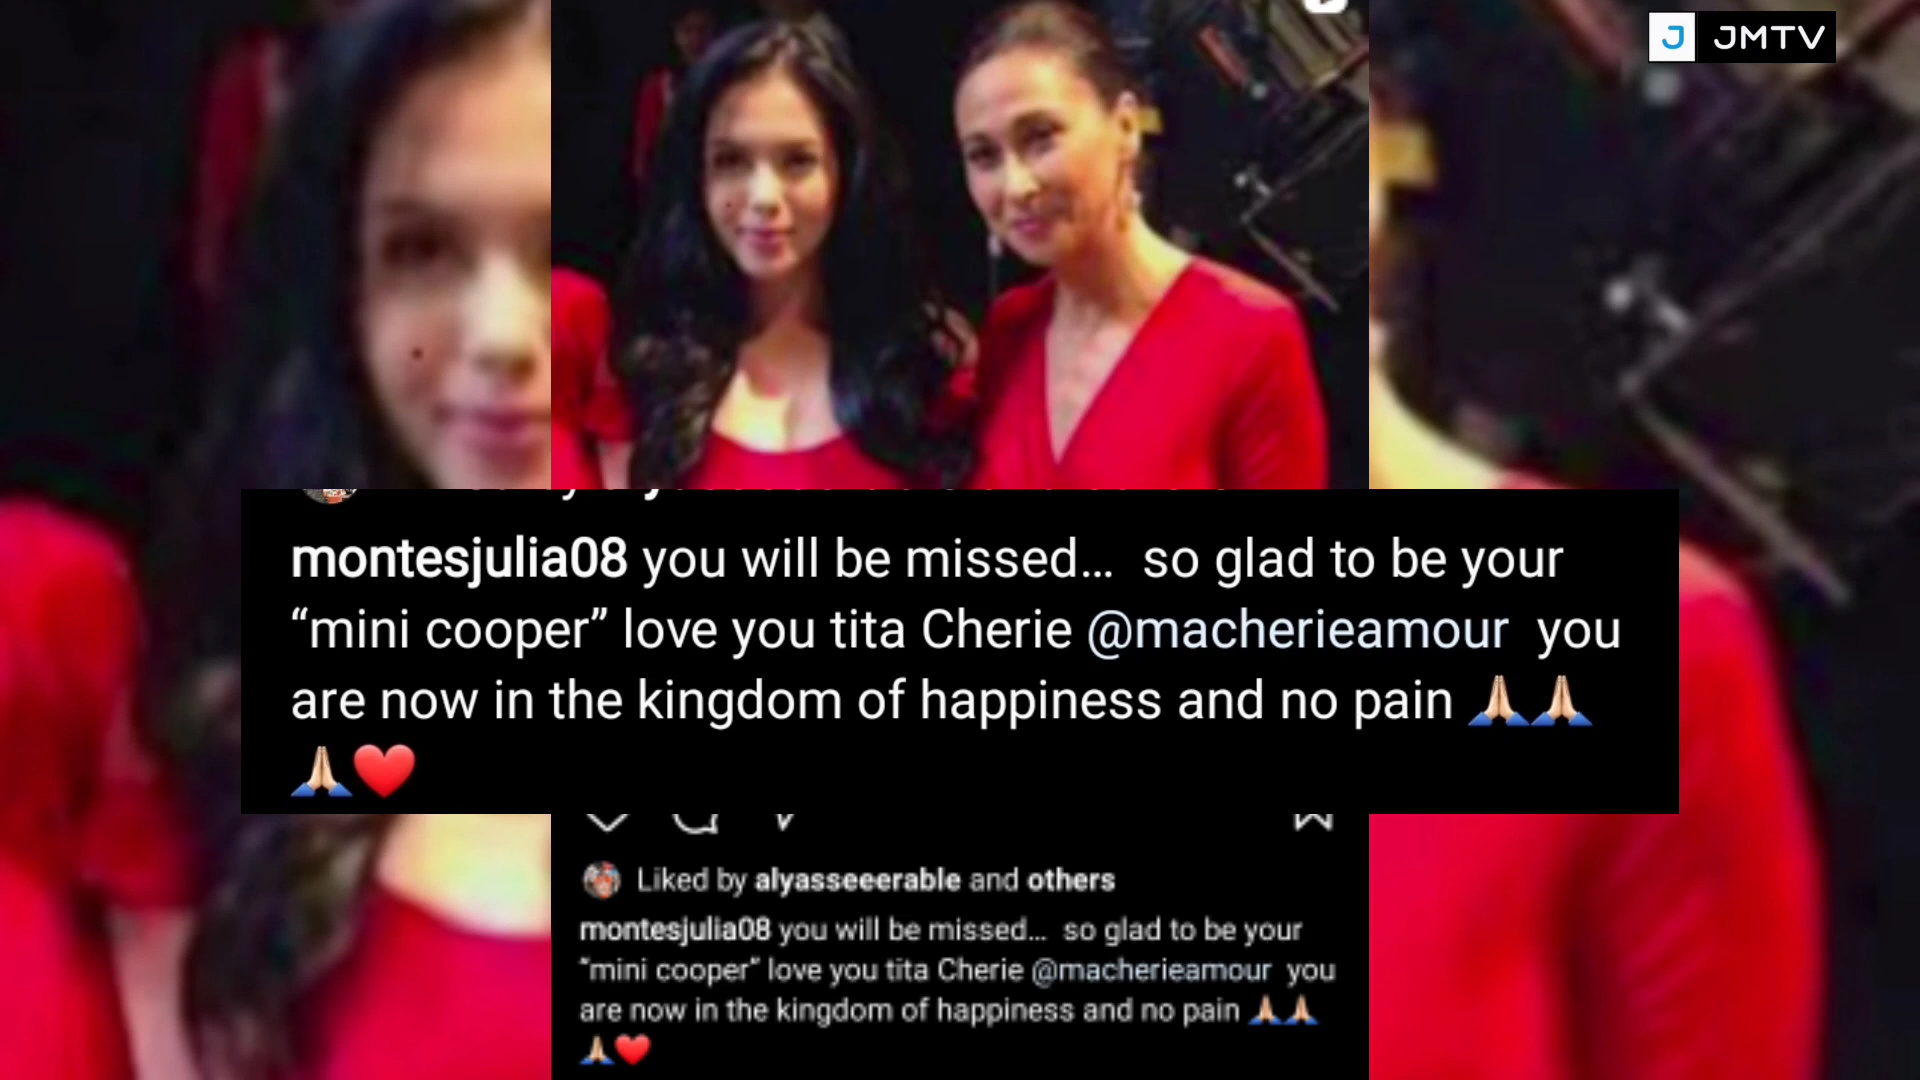 J JMTV
montesjulia08 you will be missed... so glad to be your
“mini cooper” love you tita Cherie @macherieamour you
are now in the kingdom of happiness and no pain 🙏🏻🙏🏻
🙏🏻❤️
Liked by alyasseeerable and others
montesjulia08 you will be missed... so glad to be your
“mini cooper” love you tita Cherie @macherieamour you
are now in the kingdom of happiness and no pain 🙏🏻🙏🏻
🙏🏻❤️